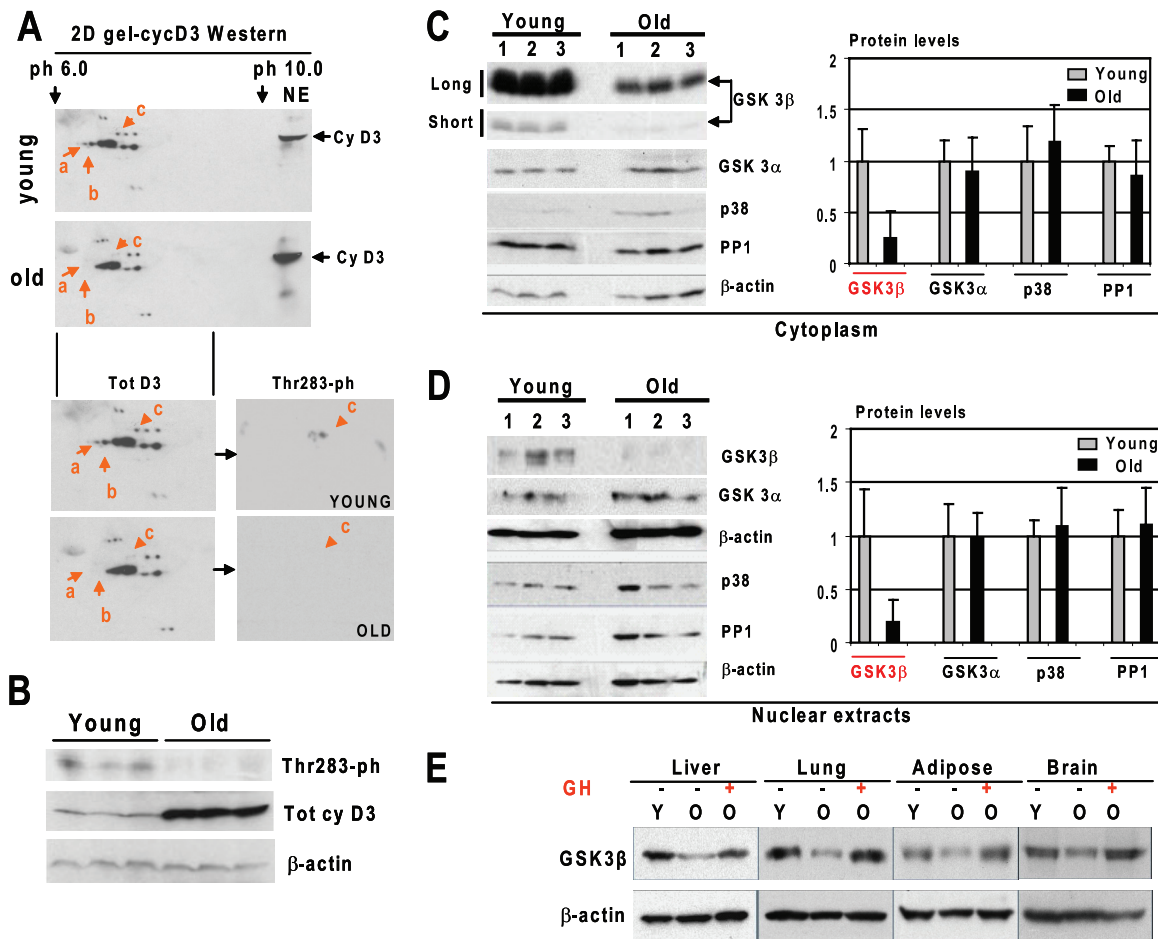 A
2D gel-cycD3 Western
ph 6.0
ph 10.0
NE
c
Cy D3
a
b
young
c
Cy D3
a
b
old
Tot D3
Thr283-ph
c
c
a
b
YOUNG
c
c
a
b
OLD
B
Young Old
Thr283-ph
Tot cy D3
β-actin
C
Young Old
1 2 3 1 2 3
Long
GSK 3β
Short
GSK 3α
p38
PP1
β-actin
Protein levels
Young
Old
2
1.5
1
0.5
0
GSK3β GSK3α p38 PP1
Cytoplasm
D
Young Old
1 2 3 1 2 3
GSK3β
GSK 3α
β-actin
p38
PP1
β-actin
Protein levels
Young
Old
2
1.5
1
0.5
0
GSK3β GSK3α p38 PP1
Nuclear extracts
E
Liver Lung Adipose Brain
GH - - + - - + - - + - - +
Y O O Y O O Y O O Y O O
GSK3β
β-actin